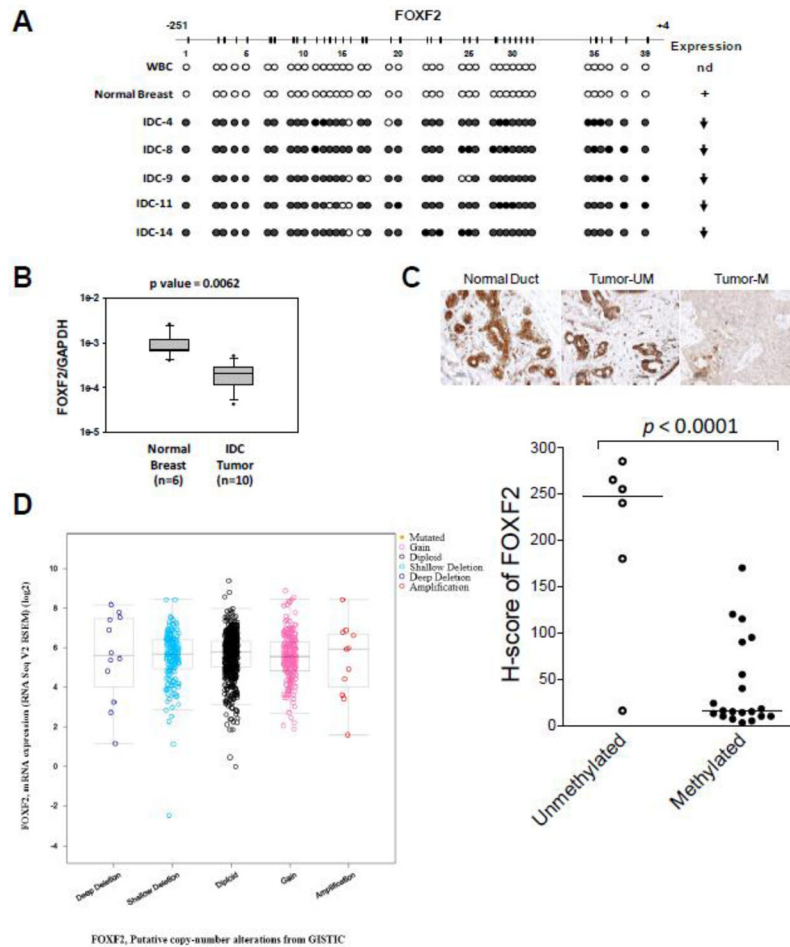 A
FOXF2
-251
+4
1 6 16 20 26 30 36 39
Expression
WBC
nd
Normal Breast
+
IDC-4
IDC-8
IDC-9
IDC-11
IDC-14
B
p value = 0.0062
FOXF2/GAPDH
1e-2
1e-3
1e-4
1e-5
Normal
Breast
(n=6)
IDC
Tumor
(n=10)
C
Normal Duct
Tumor-UM
Tumor-M
p < 0.0001
H-score of FOXF2
300
250
200
150
100
50
0
Unmethylated
Methylated
D
Mutated
Gain
Diploid
Shallow Deletion
Deep Deletion
Amplification
FOXF2, mRNA expression (RNA Seq V2 RSEM) (log2)
10
8
6
4
2
0
-2
-4
Deep Deletion
Shallow Deletion
Diploid
Gain
Amplification
FOXF2, Putative copy-number alterations from GISTIC